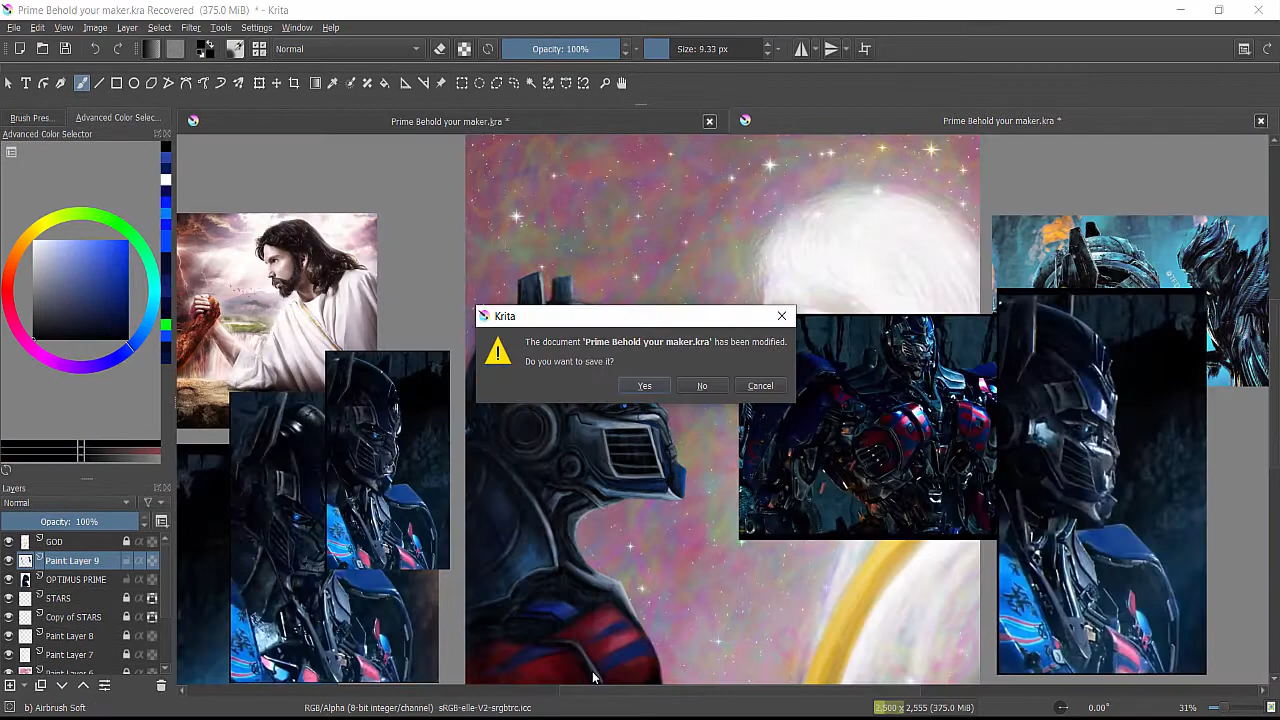 Prime Behold your maker.kra Recovered (375.0 MiB) * - Krita
File Edit View Image Layer Select Filter Tools Settings Window Help
Normal
Opacity: 100%
Size: 9.33 px
Brush Pres...
Advanced Color Selec...
Prime Behold your maker.kra *
Prime Behold your maker.kra *
Advanced Color Selector
Krita
The document 'Prime Behold your maker.kra' has been modified.
Do you want to save it?
Yes
No
Cancel
Layers
Normal
Opacity: 100%
GOD
Paint Layer 9
OPTIMUS PRIME
STARS
Copy of STARS
Paint Layer 8
Paint Layer 7
Paint Layer 6
b) Airbrush Soft
RGB/Alpha (8-bit integer/channel) sRGB-elle-V2-srgbtrc.icc
2,500 x 2,555 (375.0 MiB)
0.00°
31%